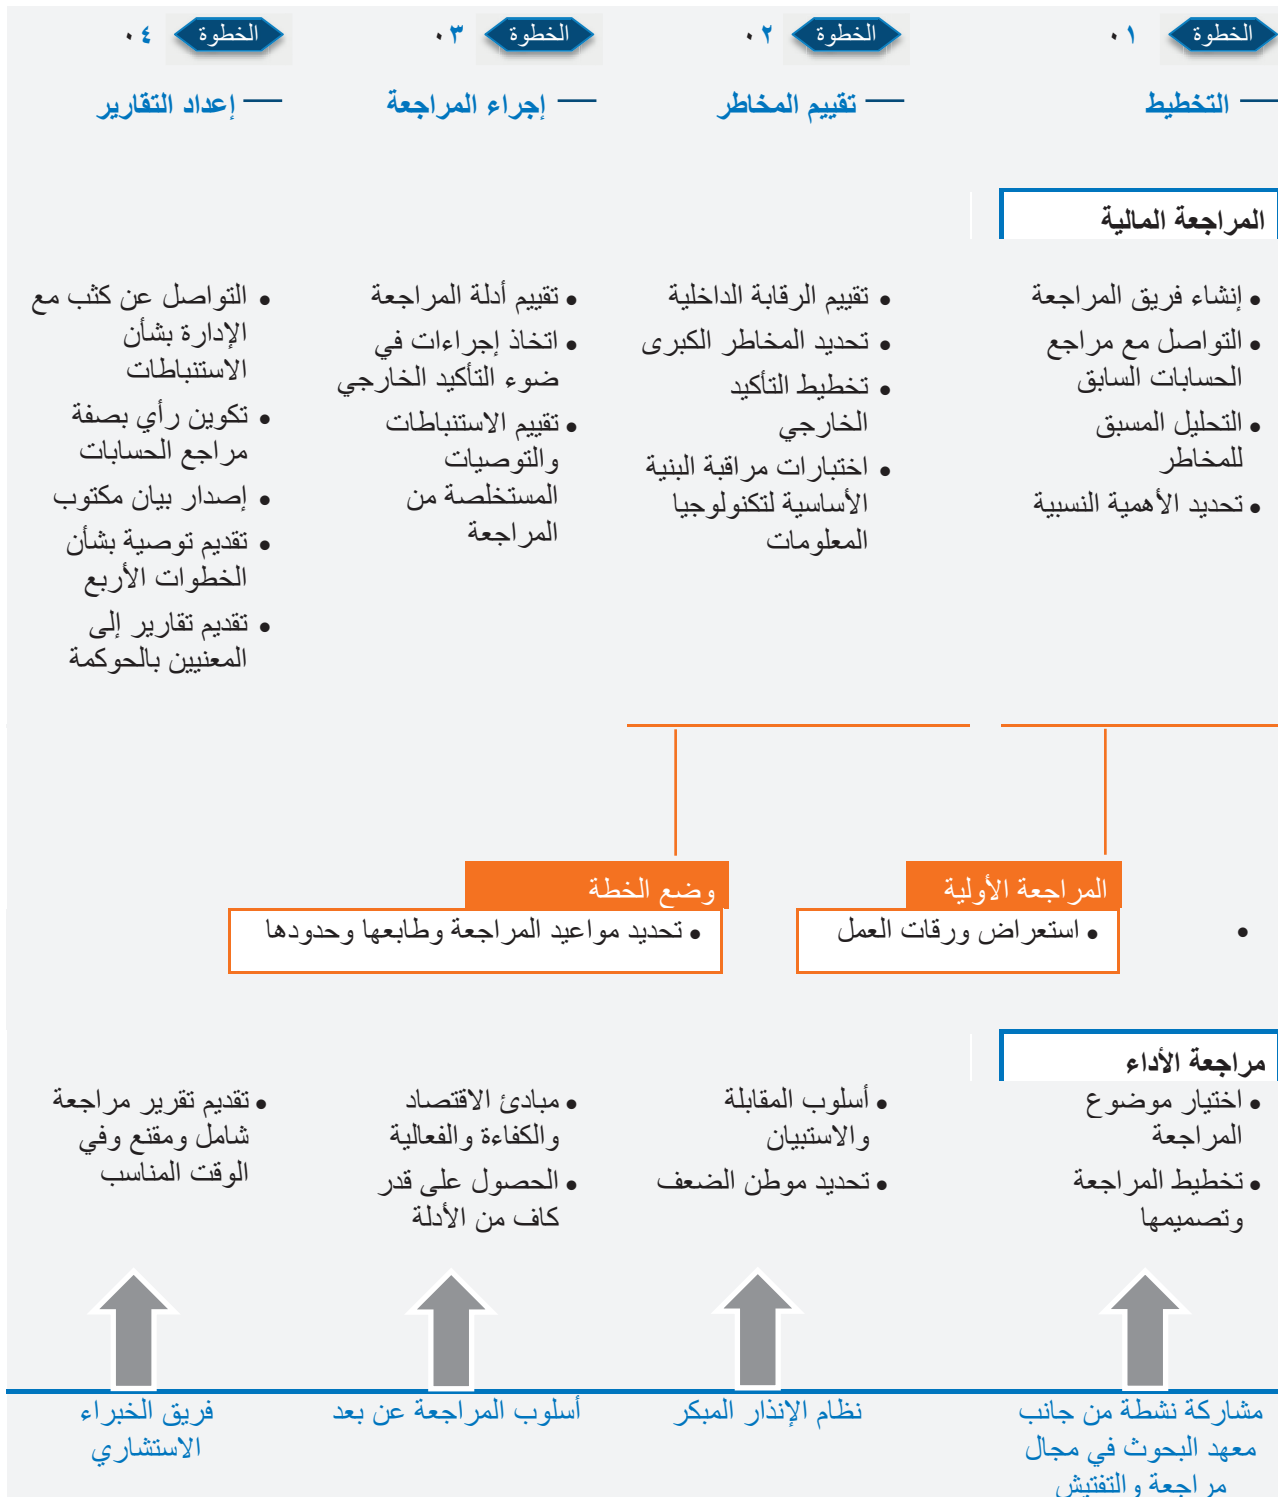 الخطوة ٠١
— التخطيط
الخطوة ٠٢
— تقييم المخاطر
الخطوة ٠٣
— إجراء المراجعة
الخطوة ٠٤
— إعداد التقارير
المراجعة المالية
• إنشاء فريق المراجعة
• التواصل مع مراجع
الحسابات السابق
• التحليل المسبق
للمخاطر
• تحديد الأهمية النسبية
• تقييم الرقابة الداخلية
• تحديد المخاطر الكبرى
• تخطيط التأكيد
الخارجي
• اختبارات مراقبة البنية
الأساسية لتكنولوجيا
المعلومات
• تقييم أدلة المراجعة
• اتخاذ إجراءات في
ضوء التأكيد الخارجي
• تقييم الاستنباطات
والتوصيات
المستخلصة من
المراجعة
• التواصل عن كثب مع
الإدارة بشأن
الاستنباطات
• تكوين رأي بصفة
مراجع الحسابات
• إصدار بيان مكتوب
• تقديم توصية بشأن
الخطوات الأربع
• تقديم تقارير إلى
المعنيين بالحوكمة
المراجعة الأولية
• استعراض ورقات العمل
وضع الخطة
• تحديد مواعيد المراجعة وطابعها وحدودها
مراجعة الأداء
• اختيار موضوع
المراجعة
• تخطيط المراجعة
وتصميمها
• أسلوب المقابلة
والاستبيان
• تحديد موطن الضعف
• مبادئ الاقتصاد
والكفاءة والفعالية
• الحصول على قدر
كاف من الأدلة
• تقديم تقرير مراجعة
شامل ومقنع وفي
الوقت المناسب
مشاركة نشطة من جانب
معهد البحوث في مجال
مراجعة والتفتيش
نظام الإنذار المبكر
أسلوب المراجعة عن بعد
فريق الخبراء
الاستشاري